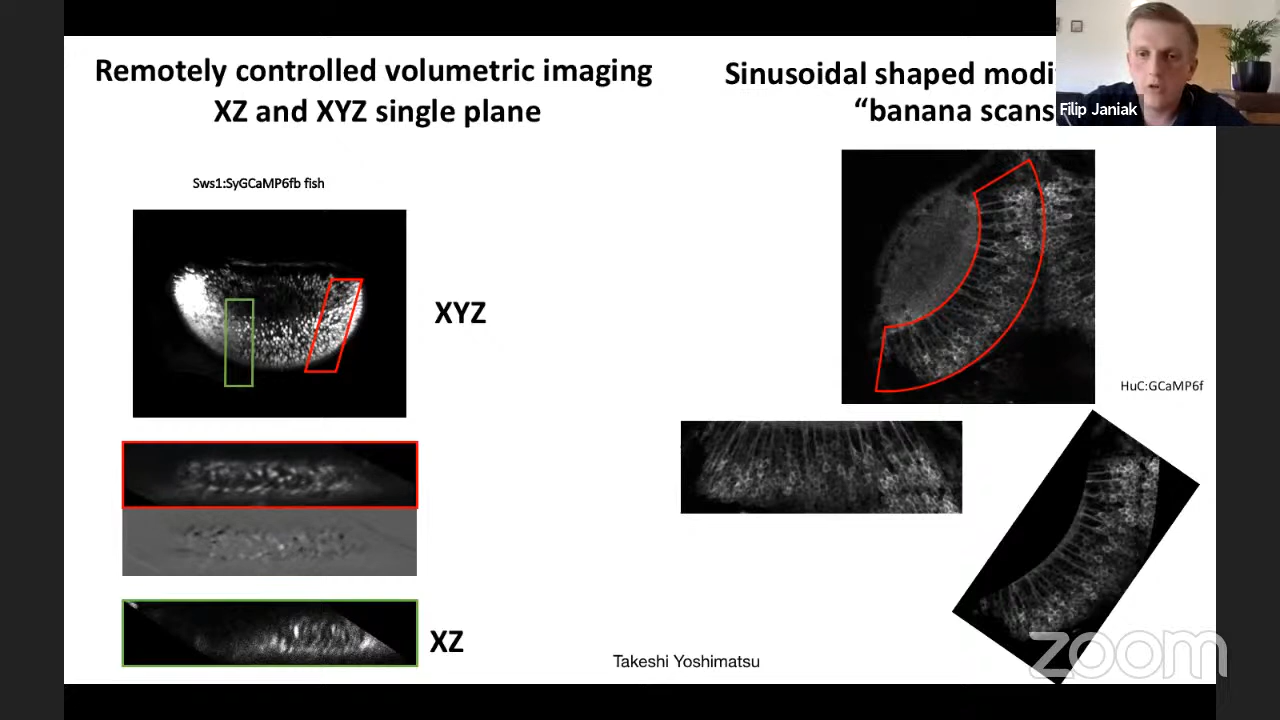 Remotely controlled volumetric imaging
XZ and XYZ single plane
Sinusoidal shaped modi
“banana scans
Filip Janiak
Sws1:SyGCaMP6fb fish
XYZ
HuC:GCaMP6f
XZ
Takeshi Yoshimatsu
zoom